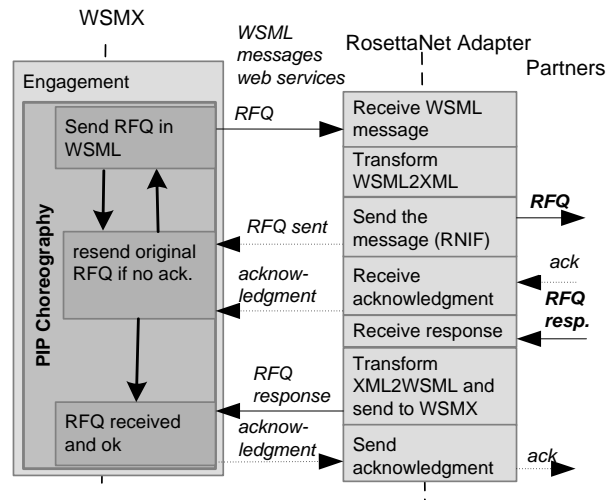 WSMX
WSML
messages
web services
RosettaNet Adapter
Partners
Engagement
PIP Choreography
Send RFQ in
WSML
RFQ
Receive WSML
message
Transform
WSML2XML
RFQ
resend original
RFQ if no ack.
RFQ sent
Send the
message (RNIF)
acknow-
ledgment
Receive
acknowledgment
ack
RFQ
resp.
Receive response
RFQ
response
Transform
XML2WSML and
send to WSMX
RFQ received
and ok
acknow-
ledgment
Send
acknowledgment
ack